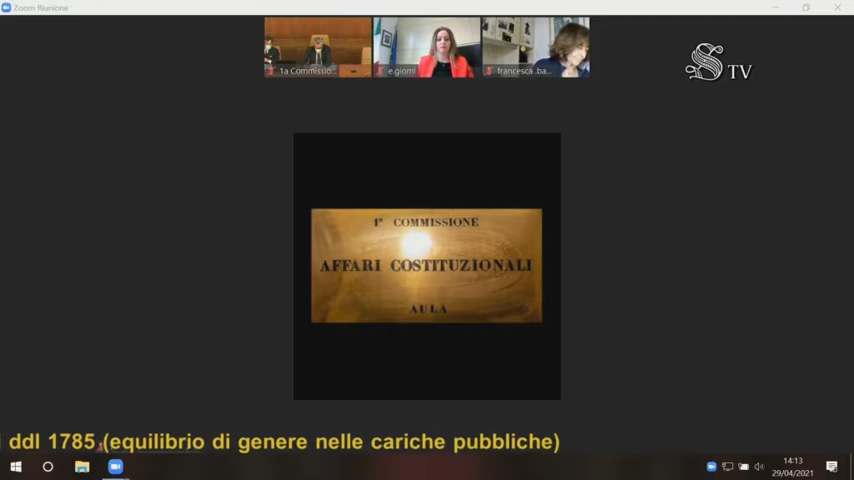 Zoom Riunione
1a Commissio...
e.giomi
francesca .ba...
TV
1ª COMMISSIONE
AFFARI COSTITUZIONALI
AULA
ddl 1785 (equilibrio di genere nelle cariche pubbliche)
14:13
29/04/2021